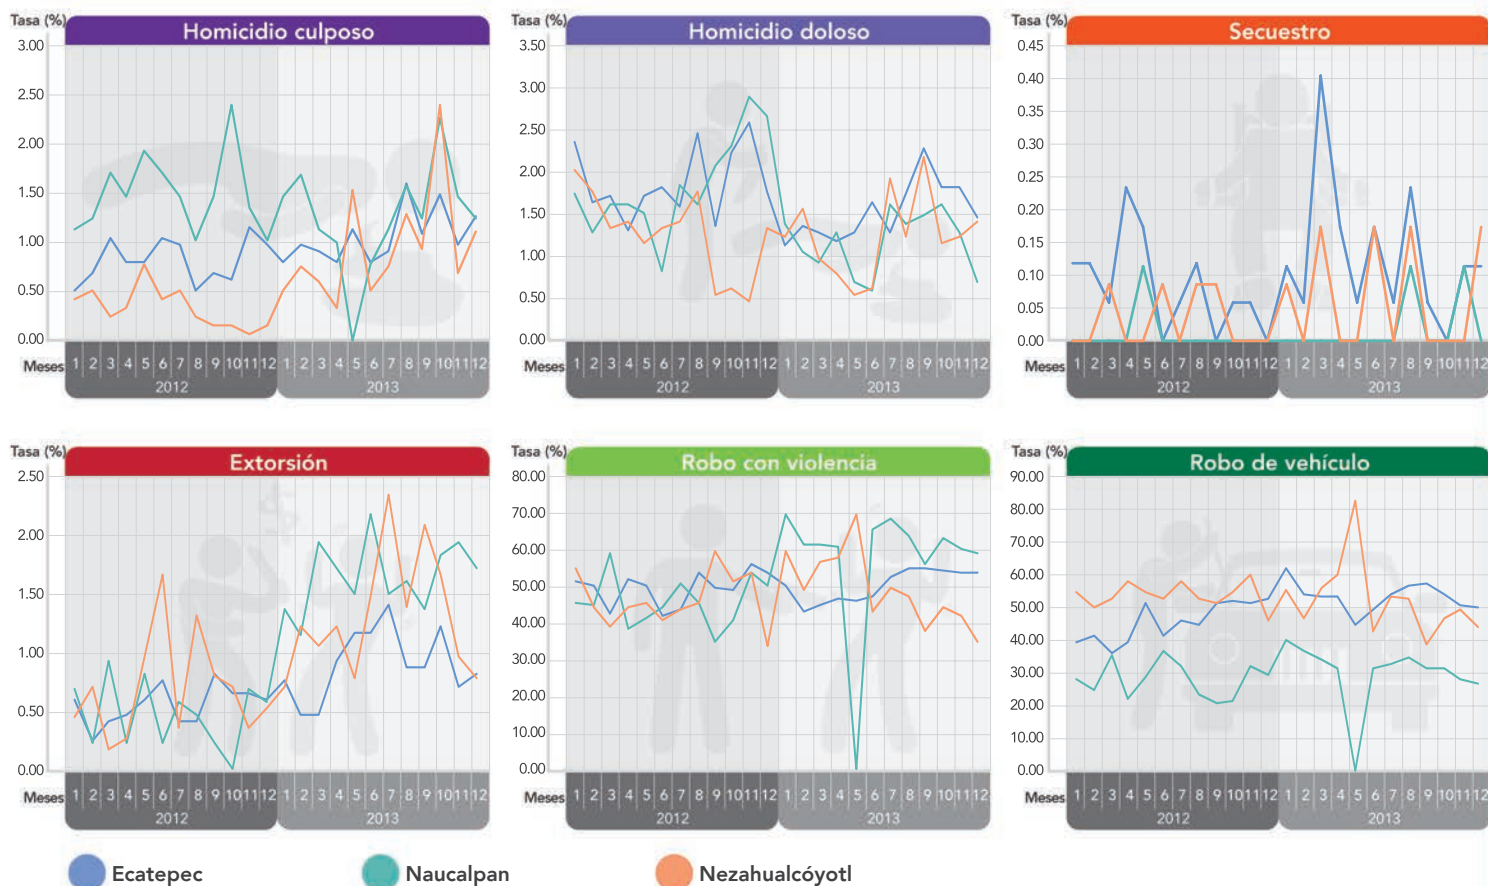 Tasa (%)
Homicidio culposo
3.00
2.50
2.00
1.50
1.00
0.50
0.00
Meses 1 2 3 4 5 6 7 8 9 10 11 12 1 2 3 4 5 6 7 8 9 10 11 12
2012 2013
Tasa (%)
Homicidio doloso
3.50
3.00
2.50
2.00
1.50
1.00
0.50
0.00
Meses 1 2 3 4 5 6 7 8 9 10 11 12 1 2 3 4 5 6 7 8 9 10 11 12
2012 2013
Tasa (%)
Secuestro
0.45
0.40
0.35
0.30
0.25
0.20
0.15
0.10
0.05
0.00
Meses 1 2 3 4 5 6 7 8 9 10 11 12 1 2 3 4 5 6 7 8 9 10 11 12
2012 2013
Tasa (%)
Extorsión
2.50
2.00
1.50
1.00
0.50
0.00
Meses 1 2 3 4 5 6 7 8 9 10 11 12 1 2 3 4 5 6 7 8 9 10 11 12
2012 2013
Tasa (%)
Robo con violencia
80.00
70.00
60.00
50.00
40.00
30.00
20.00
10.00
0.00
Meses 1 2 3 4 5 6 7 8 9 10 11 12 1 2 3 4 5 6 7 8 9 10 11 12
2012 2013
Tasa (%)
Robo de vehículo
90.00
80.00
70.00
60.00
50.00
40.00
30.00
20.00
10.00
0.00
Meses 1 2 3 4 5 6 7 8 9 10 11 12 1 2 3 4 5 6 7 8 9 10 11 12
2012 2013
Ecatepec Naucalpan Nezahualcóyotl